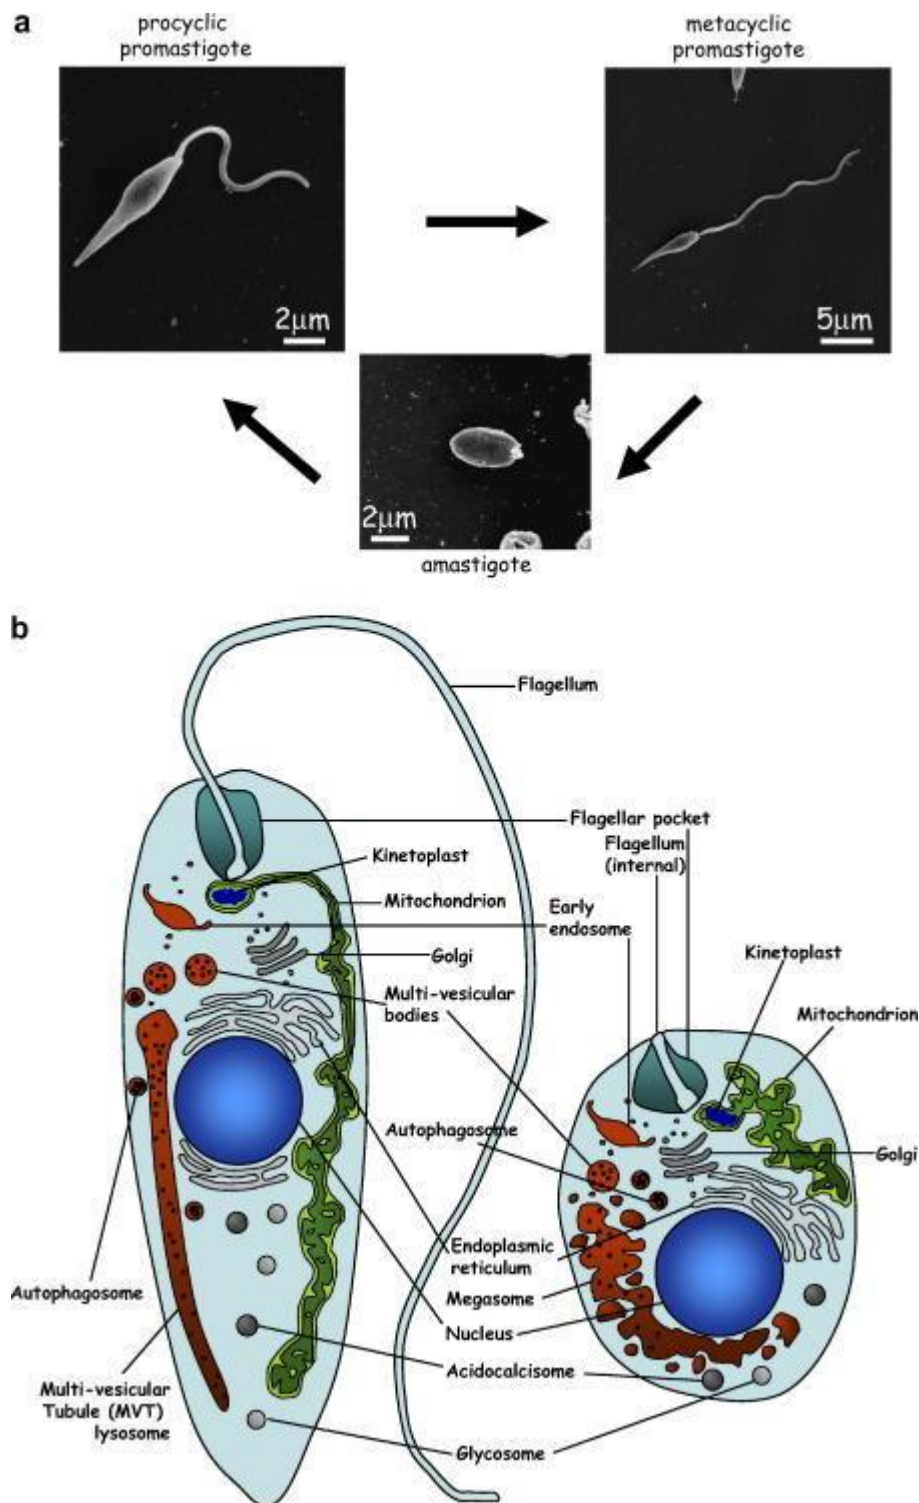 a
procyclic
promastigote
metacyclic
promastigote
2μm
5μm
2μm
amastigote
b
Flagellum
Flagellar pocket
Flagellum
(internal)
Kinetoplast
Mitochondrion
Early
endosome
Golgi
Kinetoplast
Multi-vesicular
bodies
Mitochondrion
Autophagosome
Golgi
Endoplasmic
reticulum
Autophagosome
Megasome
Nucleus
Acidocalcisome
Multi-vesicular
Tubule (MVT)
lysosome
Glycosome